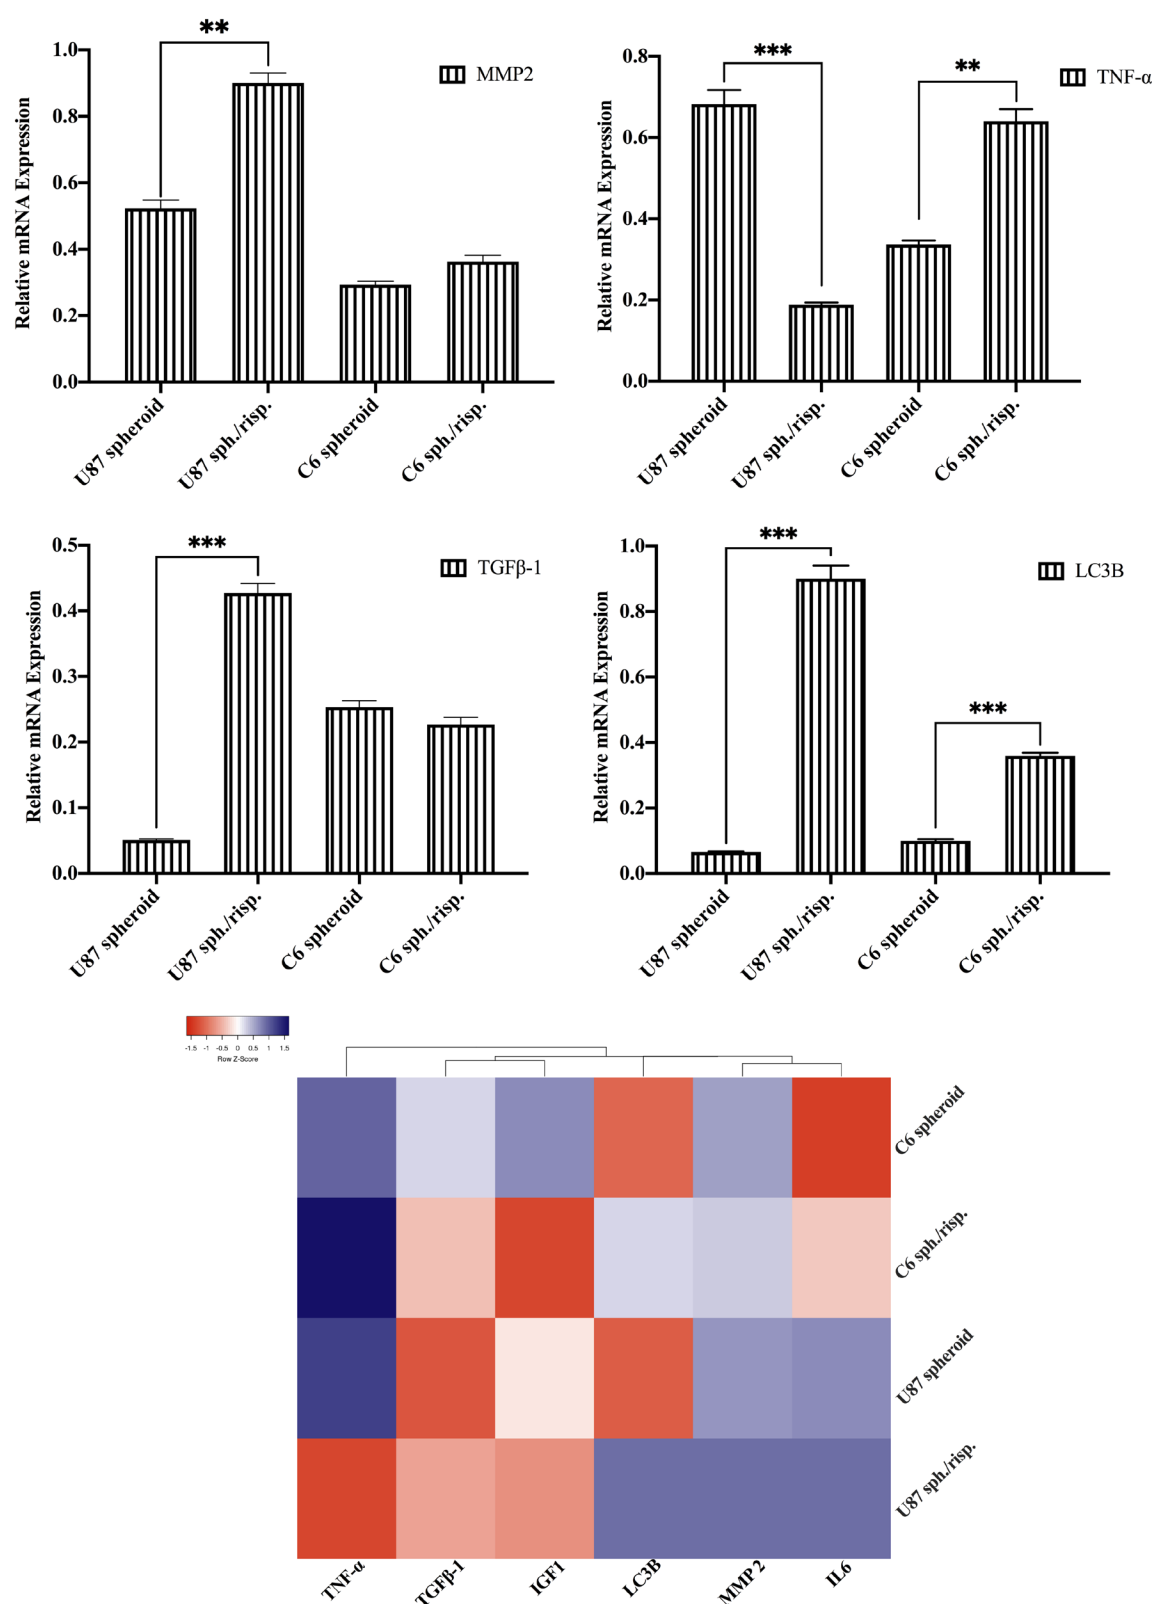 **
1.0
0.8
0.6
0.4
0.2
0.0
Relative mRNA Expression
MMP2
U87 spheroid
U87 sph./risp.
C6 spheroid
C6 sph./risp.
***
**
0.8
0.6
0.4
0.2
0.0
Relative mRNA Expression
TNF-α
U87 spheroid
U87 sph./risp.
C6 spheroid
C6 sph./risp.
***
0.5
0.4
0.3
0.2
0.1
0.0
Relative mRNA Expression
TGFβ-1
U87 spheroid
U87 sph./risp.
C6 spheroid
C6 sph./risp.
***
***
1.0
0.8
0.6
0.4
0.2
0.0
Relative mRNA Expression
LC3B
U87 spheroid
U87 sph./risp.
C6 spheroid
C6 sph./risp.
-1.5 -1 -0.5 0 0.5 1 1.5
Row Z-Score
C6 spheroid
C6 sph./risp.
U87 spheroid
U87 sph./risp.
TNF-α TGFβ-1 IGF1 LC3B MMP2 IL6